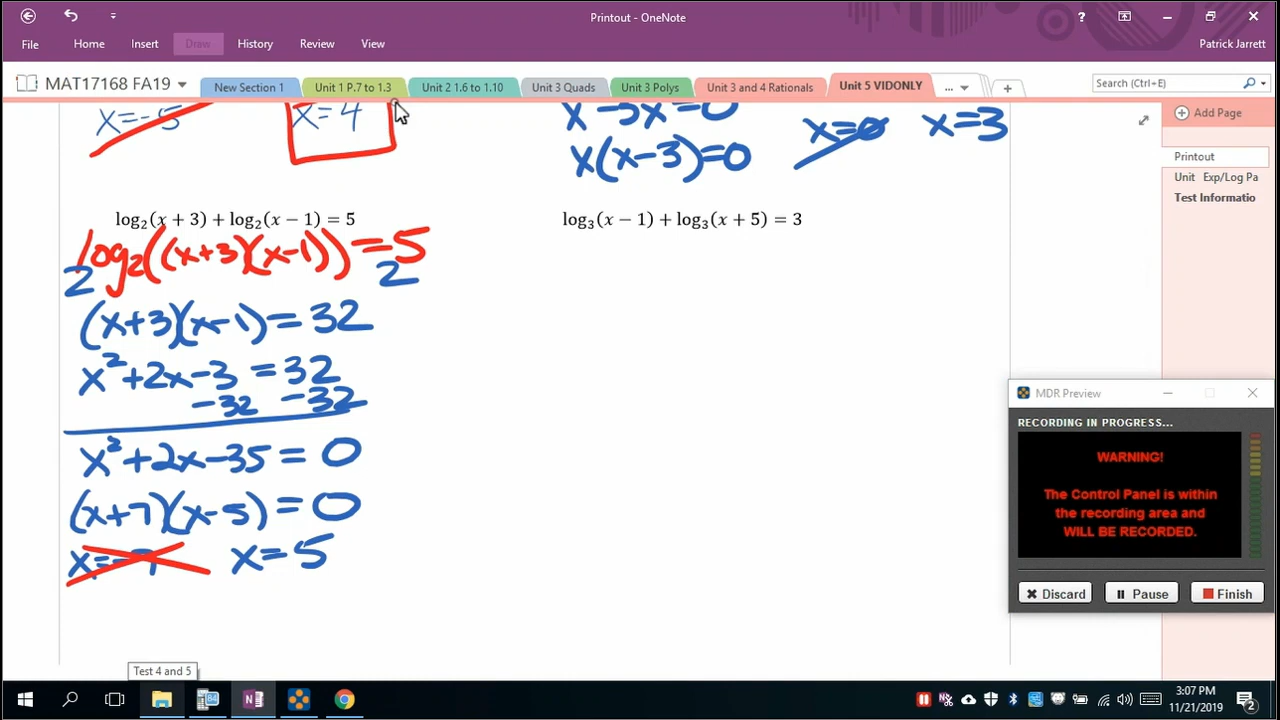 Printout - OneNote
?
File Home Insert Draw History Review View
Patrick Jarrett
MAT17168 FA19
New Section 1 Unit 1 P.7 to 1.3 Unit 2 1.6 to 1.10 Unit 3 Quads Unit 3 Polys Unit 3 and 4 Rationals Unit 5 VIDONLY ... +
Search (Ctrl+E)
Add Page
Printout
Unit Exp/Log Pa
Test Informatio
x=-5 x=4
x²-3x=0
x(x-3)=0
x=0 x=3
log₂(x + 3) + log₂(x − 1) = 5
log₂((x+3)(x-1)) = 5
2 2
(x+3)(x-1) = 32
x²+2x-3 = 32
-32 -32
x²+2x-35 = 0
(x+7)(x-5) = 0
x=-7 x=5
log₃(x − 1) + log₃(x + 5) = 3
MDR Preview
RECORDING IN PROGRESS...
WARNING!
The Control Panel is within
the recording area and
WILL BE RECORDED.
Discard Pause Finish
Test 4 and 5
3:07 PM
11/21/2019
2